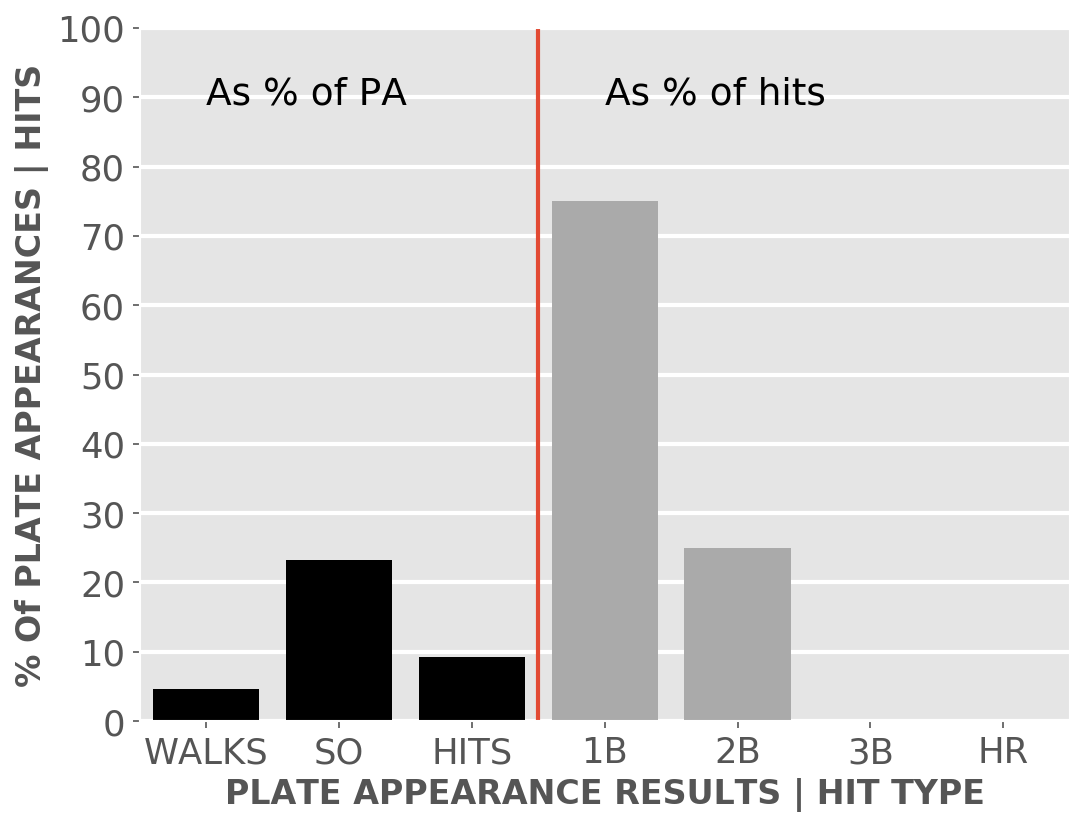 % Of PLATE APPEARANCES | HITS
100
90
80
70
60
50
40
30
20
10
0
As % of PA
As % of hits
WALKS SO HITS 1B 2B 3B HR
PLATE APPEARANCE RESULTS | HIT TYPE